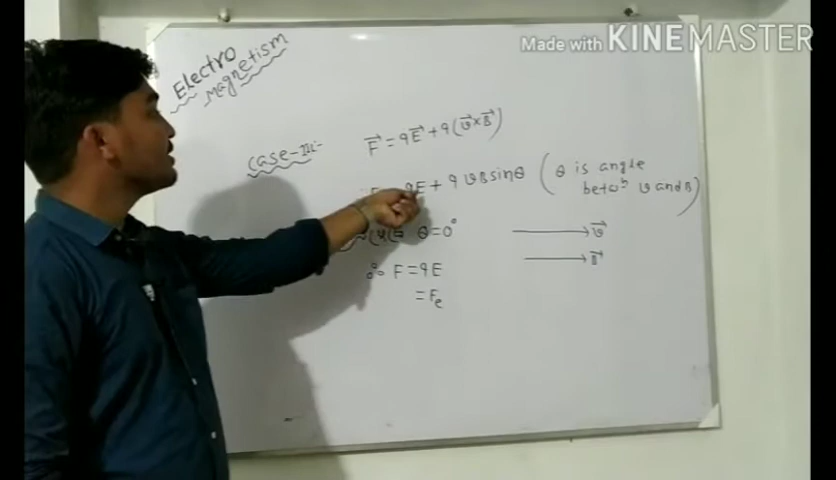 Made with KINEMASTER
Electro
magnetism
Case-III:-
F⃗ = qE⃗ + q(v⃗×B⃗)
qE + qvBsinθ (θ is angle
betwⁿ v and B)
θ=0° → v⃗
∴ F = qE → B⃗
= Fe